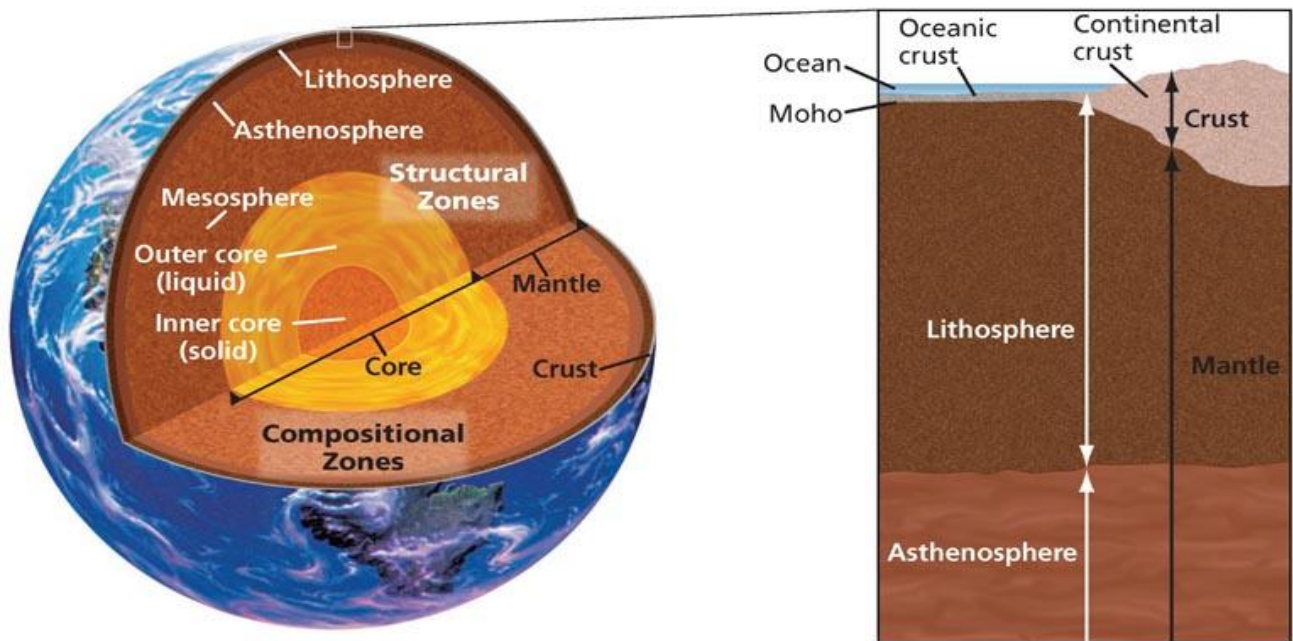 Lithosphere
Asthenosphere
Mesosphere
Structural
Zones
Outer core
(liquid)
Inner core
(solid)
Mantle
Core
Crust
Compositional
Zones
Oceanic
crust
Continental
crust
Ocean
Moho
Crust
Lithosphere
Mantle
Asthenosphere